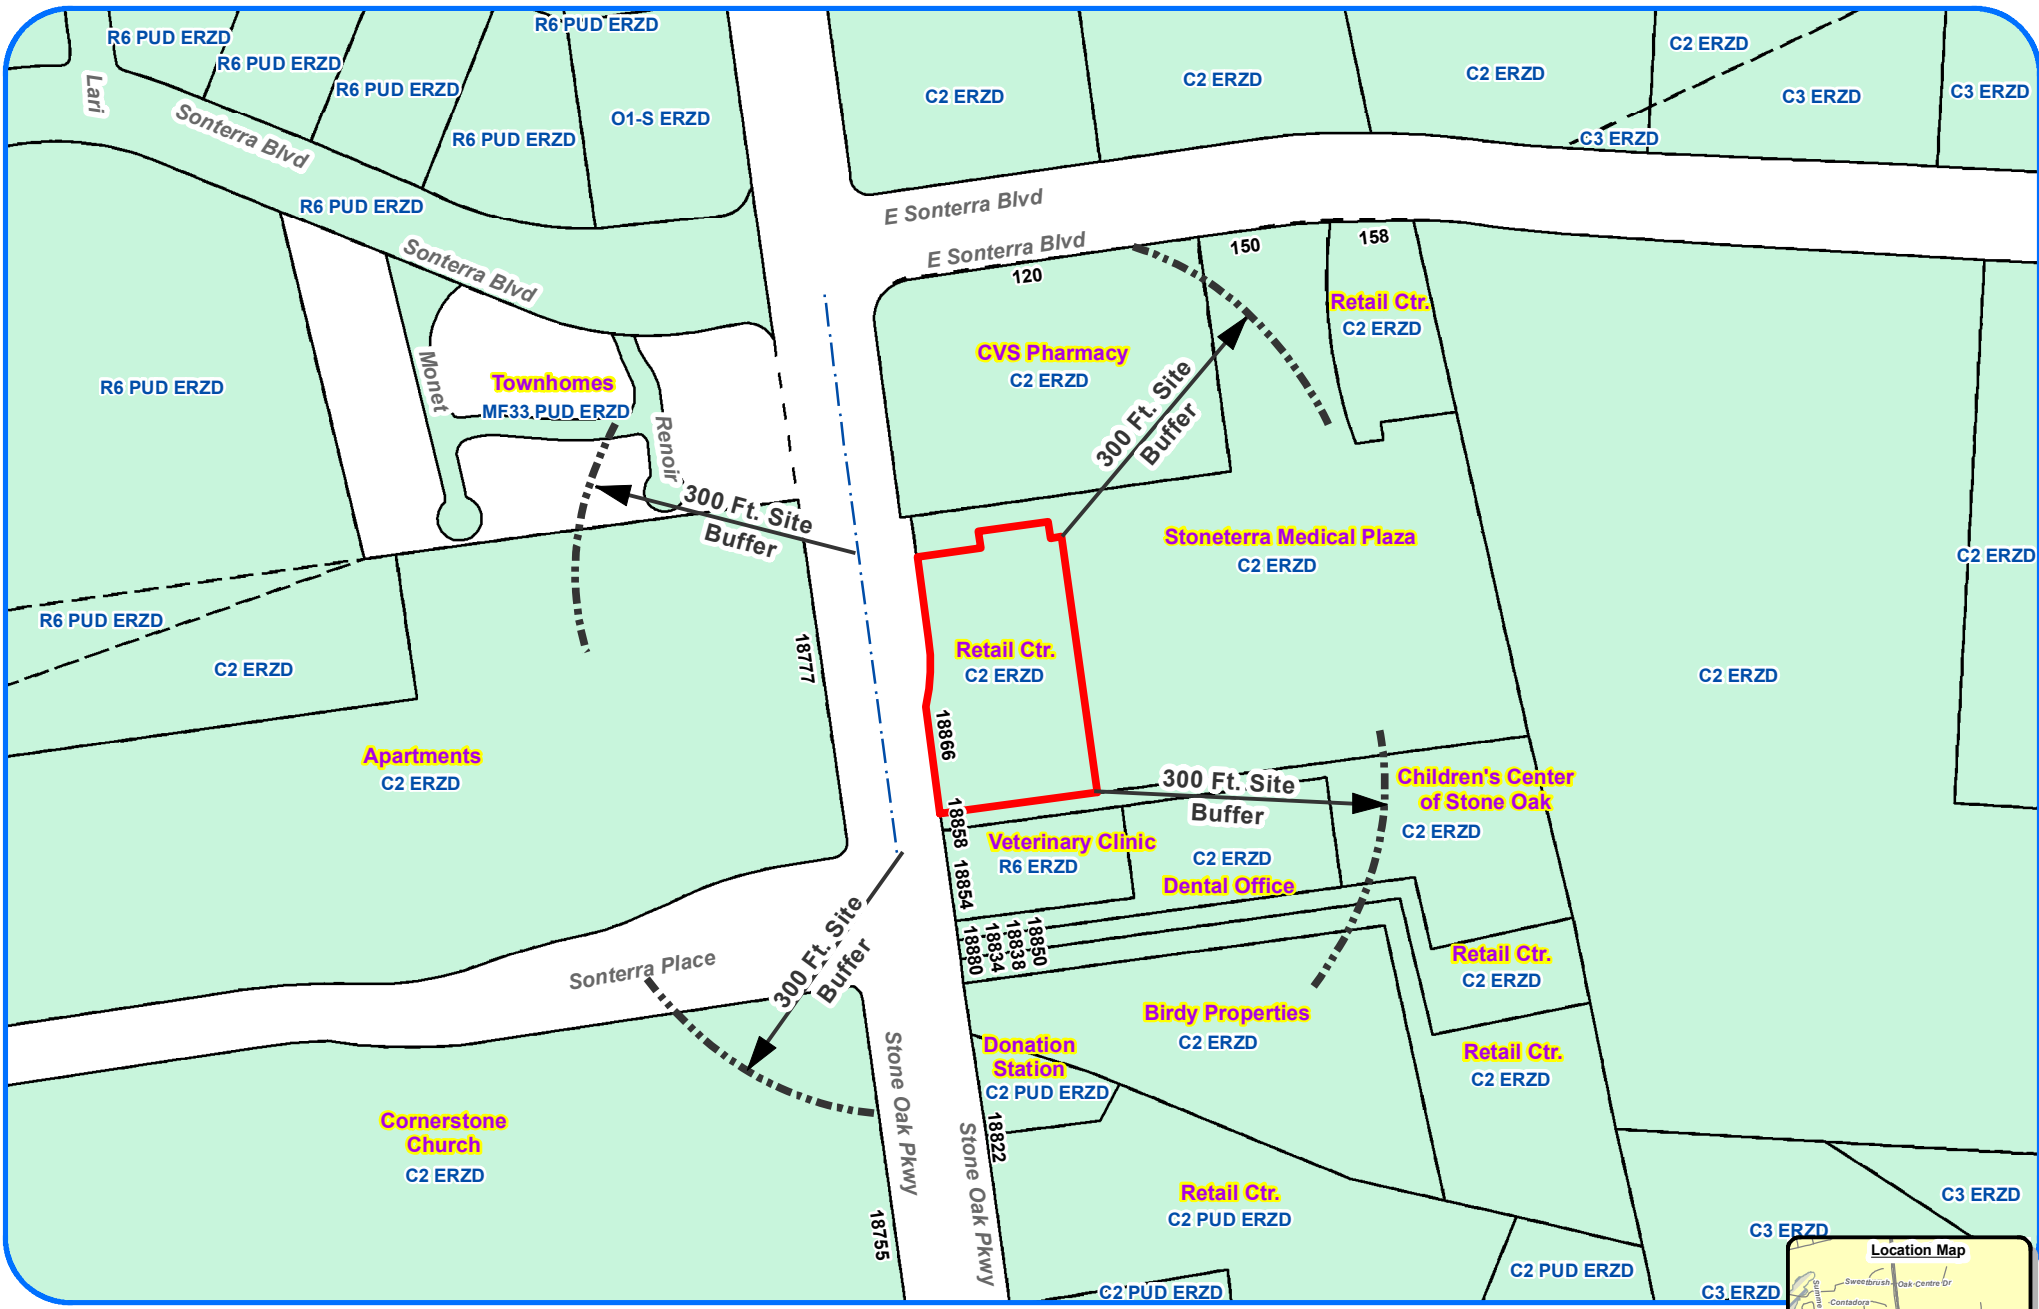 R6 PUD ERZD
R6 PUD ERZD
R6 PUD ERZD
R6 PUD ERZD
R6 PUD ERZD
O1-S ERZD
C2 ERZD
C2 ERZD
C2 ERZD
C2 ERZD
C3 ERZD
C3 ERZD
C3 ERZD
Lari
Sonterra Blvd
R6 PUD ERZD
Sonterra Blvd
E Sonterra Blvd
E Sonterra Blvd
120
150
158
Retail Ctr.
C2 ERZD
CVS Pharmacy
C2 ERZD
R6 PUD ERZD
Monet
Townhomes
MF33 PUD ERZD
Renoir
300 Ft. Site
Buffer
300 Ft. Site
Buffer
Stoneterra Medical Plaza
C2 ERZD
C2 ERZD
R6 PUD ERZD
C2 ERZD
18777
Retail Ctr.
C2 ERZD
C2 ERZD
18866
Apartments
C2 ERZD
300 Ft. Site
Buffer
Children's Center
of Stone Oak
C2 ERZD
18858
Veterinary Clinic
R6 ERZD
C2 ERZD
Dental Office
18854
18880
18834
18838
18850
300 Ft. Site
Buffer
Sonterra Place
Retail Ctr.
C2 ERZD
Birdy Properties
C2 ERZD
Donation
Station
C2 PUD ERZD
Retail Ctr.
C2 ERZD
Stone Oak Pkwy
Stone Oak Pkwy
18822
Cornerstone
Church
C2 ERZD
18755
Retail Ctr.
C2 PUD ERZD
C3 ERZD
C3 ERZD
C2 PUD ERZD
C2 PUD ERZD
C3 ERZD
Location Map
Sweetbrush
Oak Centre Dr
Contadora